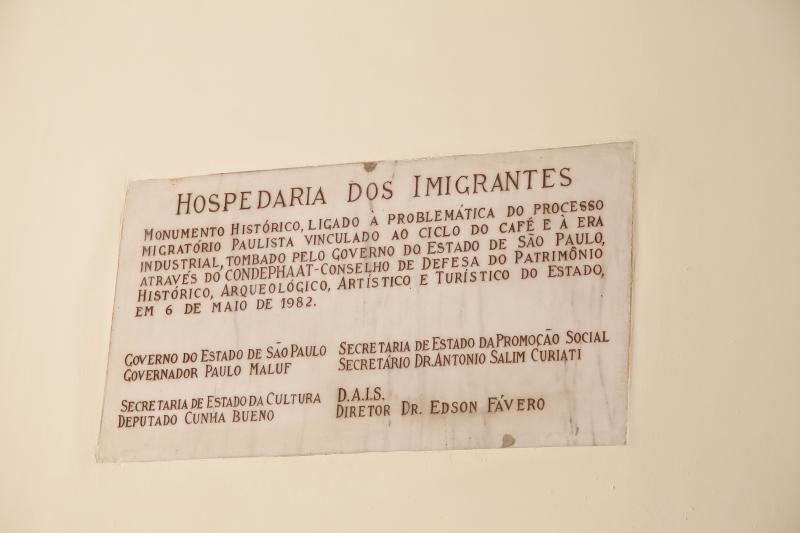 HOSPEDARIA DOS IMIGRANTES
MONUMENTO HISTÓRICO, LIGADO À PROBLEMÁTICA DO PROCESSO
MIGRATÓRIO PAULISTA VINCULADO AO CICLO DO CAFÉ E À ERA
INDUSTRIAL, TOMBADO PELO GOVERNO DO ESTADO DE SÃO PAULO,
ATRAVÉS DO CONDEPHAAT-CONSELHO DE DEFESA DO PATRIMÔNIO
HISTÓRICO, ARQUEOLÓGICO, ARTÍSTICO E TURÍSTICO DO ESTADO,
EM 6 DE MAIO DE 1982.
GOVERNO DO ESTADO DE SÃO PAULO
GOVERNADOR PAULO MALUF
SECRETARIA DE ESTADO DA PROMOÇÃO SOCIAL
SECRETÁRIO DR. ANTONIO SALIM CURIATI
SECRETARIA DE ESTADO DA CULTURA
DEPUTADO CUNHA BUENO
D.A.I.S.
DIRETOR DR. EDSON FÁVERO